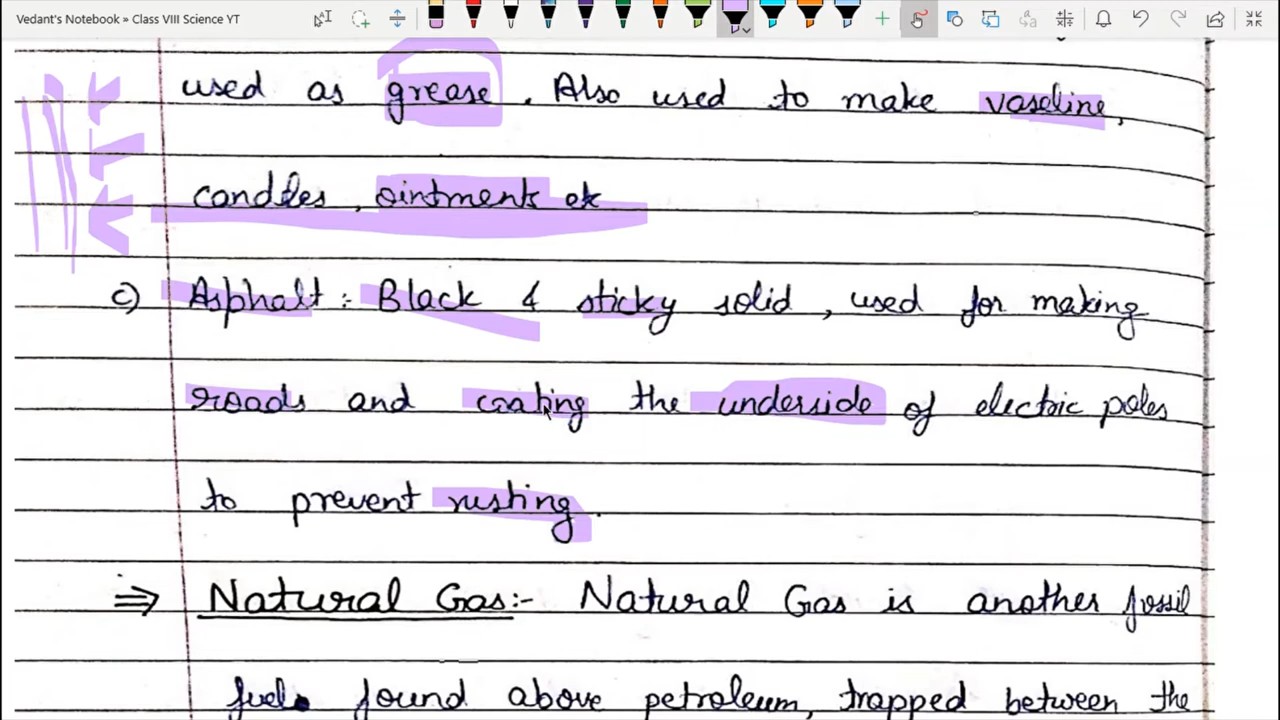 Vedant's Notebook » Class VIII Science YT
used as grease. Also used to make vaseline,
candles, ointments etc
c) Asphalt: Black & sticky solid, used for making
roads and coating the underside of electric poles
to prevent rusting.
⇒ Natural Gas:- Natural Gas is another fossil
fuel found above petroleum, trapped between the